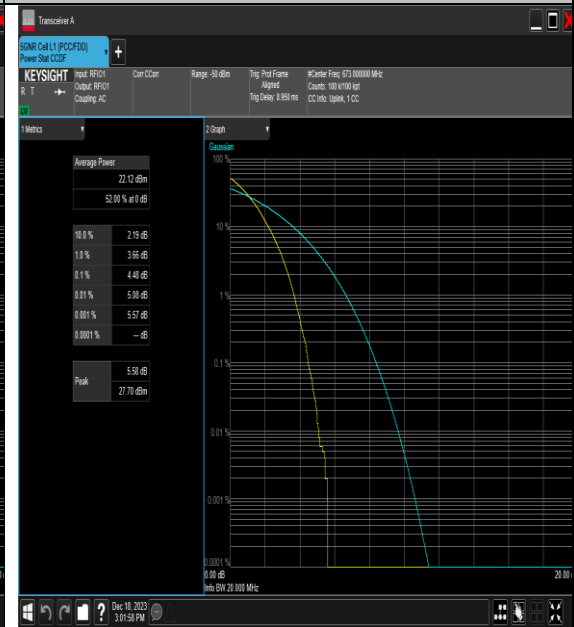 Transceiver A
5GNR Cell L1 (PCC/FDD)
Power Stat CCDF
+
KEYSIGHT
R T
Input: RFIO1
Output: RFIO1
Coupling: AC
Corr CCorr
Range: -50 dBm
Trig: Prot Frame
Aligned
Trig Delay: 8.950 ms
#Center Freq: 673.000000 MHz
Counts: 100 k/100 kpt
CC Info: Uplink, 1 CC
1 Metrics
Average Power
22.12 dBm
52.00 % at 0 dB
10.0 % 2.19 dB
1.0 % 3.66 dB
0.1 % 4.48 dB
0.01 % 5.08 dB
0.001 % 5.57 dB
0.0001 % --- dB
Peak
5.58 dB
27.70 dBm
2 Graph
Gaussian
100 %
10 %
1 %
0.1 %
0.01 %
0.001 %
0.0001 %
0.00 dB
20.00
Info BW 20.000 MHz
?
Dec 18, 2023
3:01:58 PM